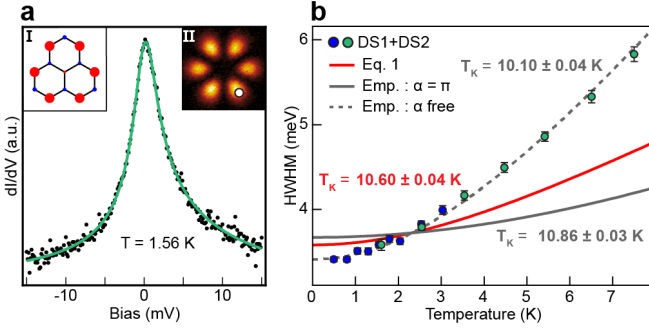 a
I
II
dI/dV (a.u.)
T = 1.56 K
-10
0
10
Bias (mV)
b
6
4
HWHM (meV)
DS1+DS2
Eq. 1
Emp. : α = π
Emp. : α free
T_K = 10.10 ± 0.04 K
T_K = 10.60 ± 0.04 K
T_K = 10.86 ± 0.03 K
0 1 2 3 4 5 6 7
Temperature (K)